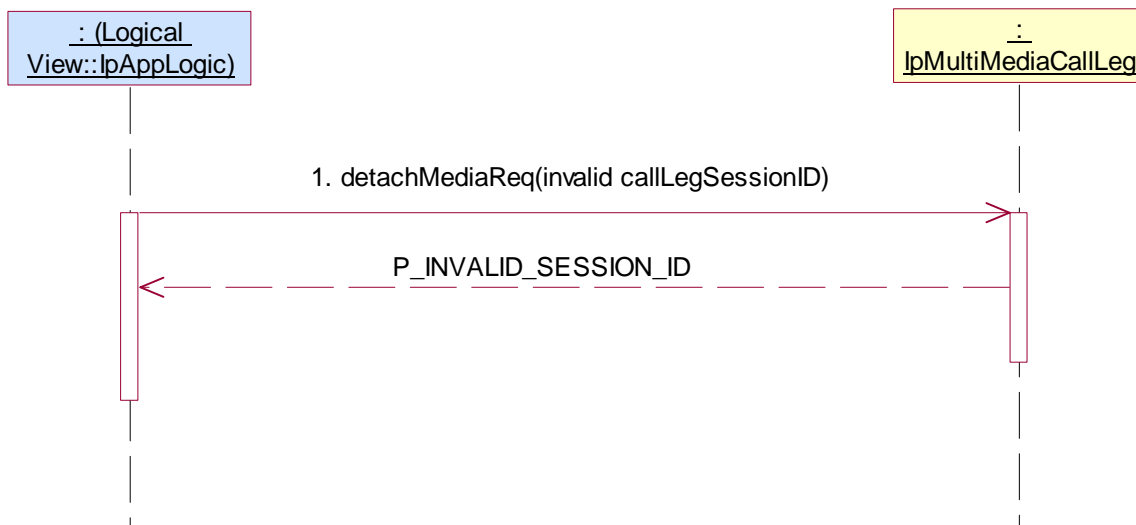 : (Logical
View::IpAppLogic)
:
IpMultiMediaCallLeg
1. detachMediaReq(invalid callLegSessionID)
P_INVALID_SESSION_ID